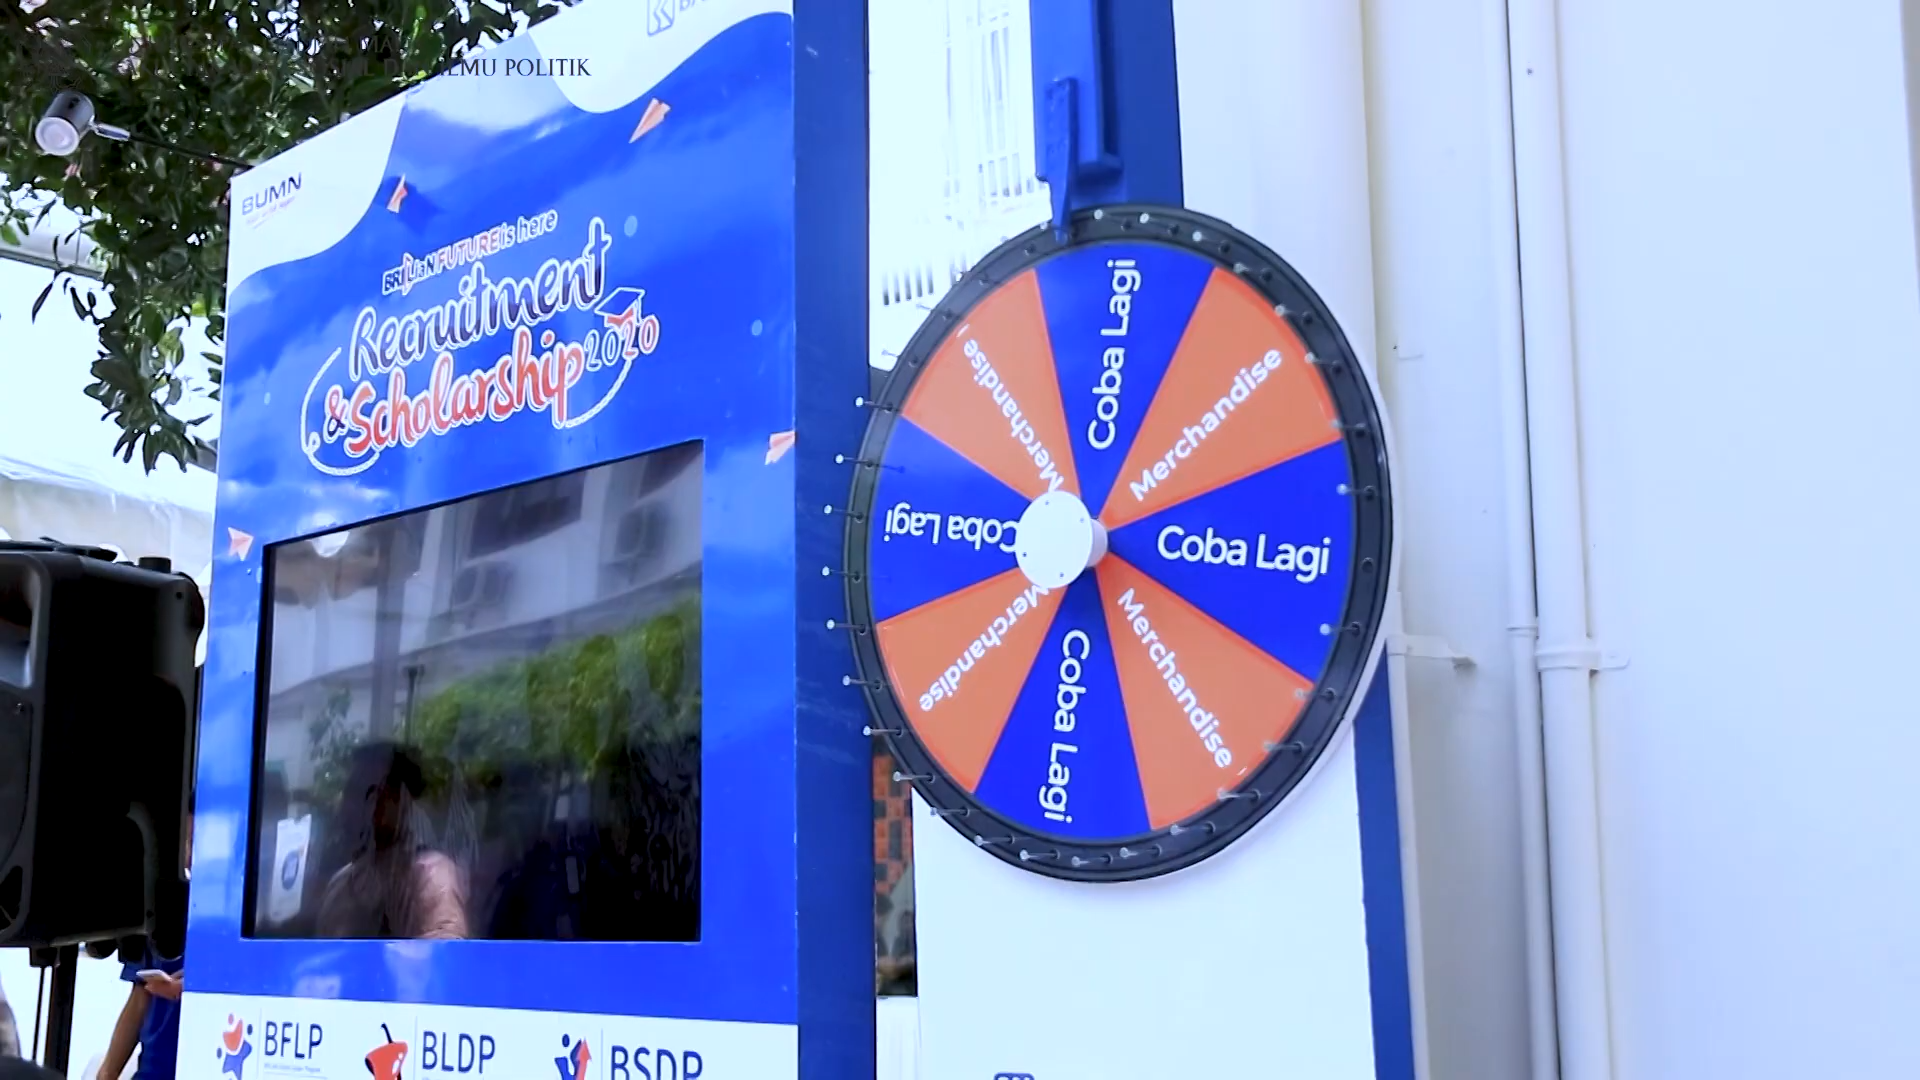 ILMU POLITIK
BUMN
BRILiaN FUTURE is here
Recruitment
& Scholarship 2020
Coba Lagi
Merchandise
Coba Lagi
Merchandise
Coba Lagi
Merchandise
Coba Lagi
Merchandise
BFLP
BLDP
BSDP